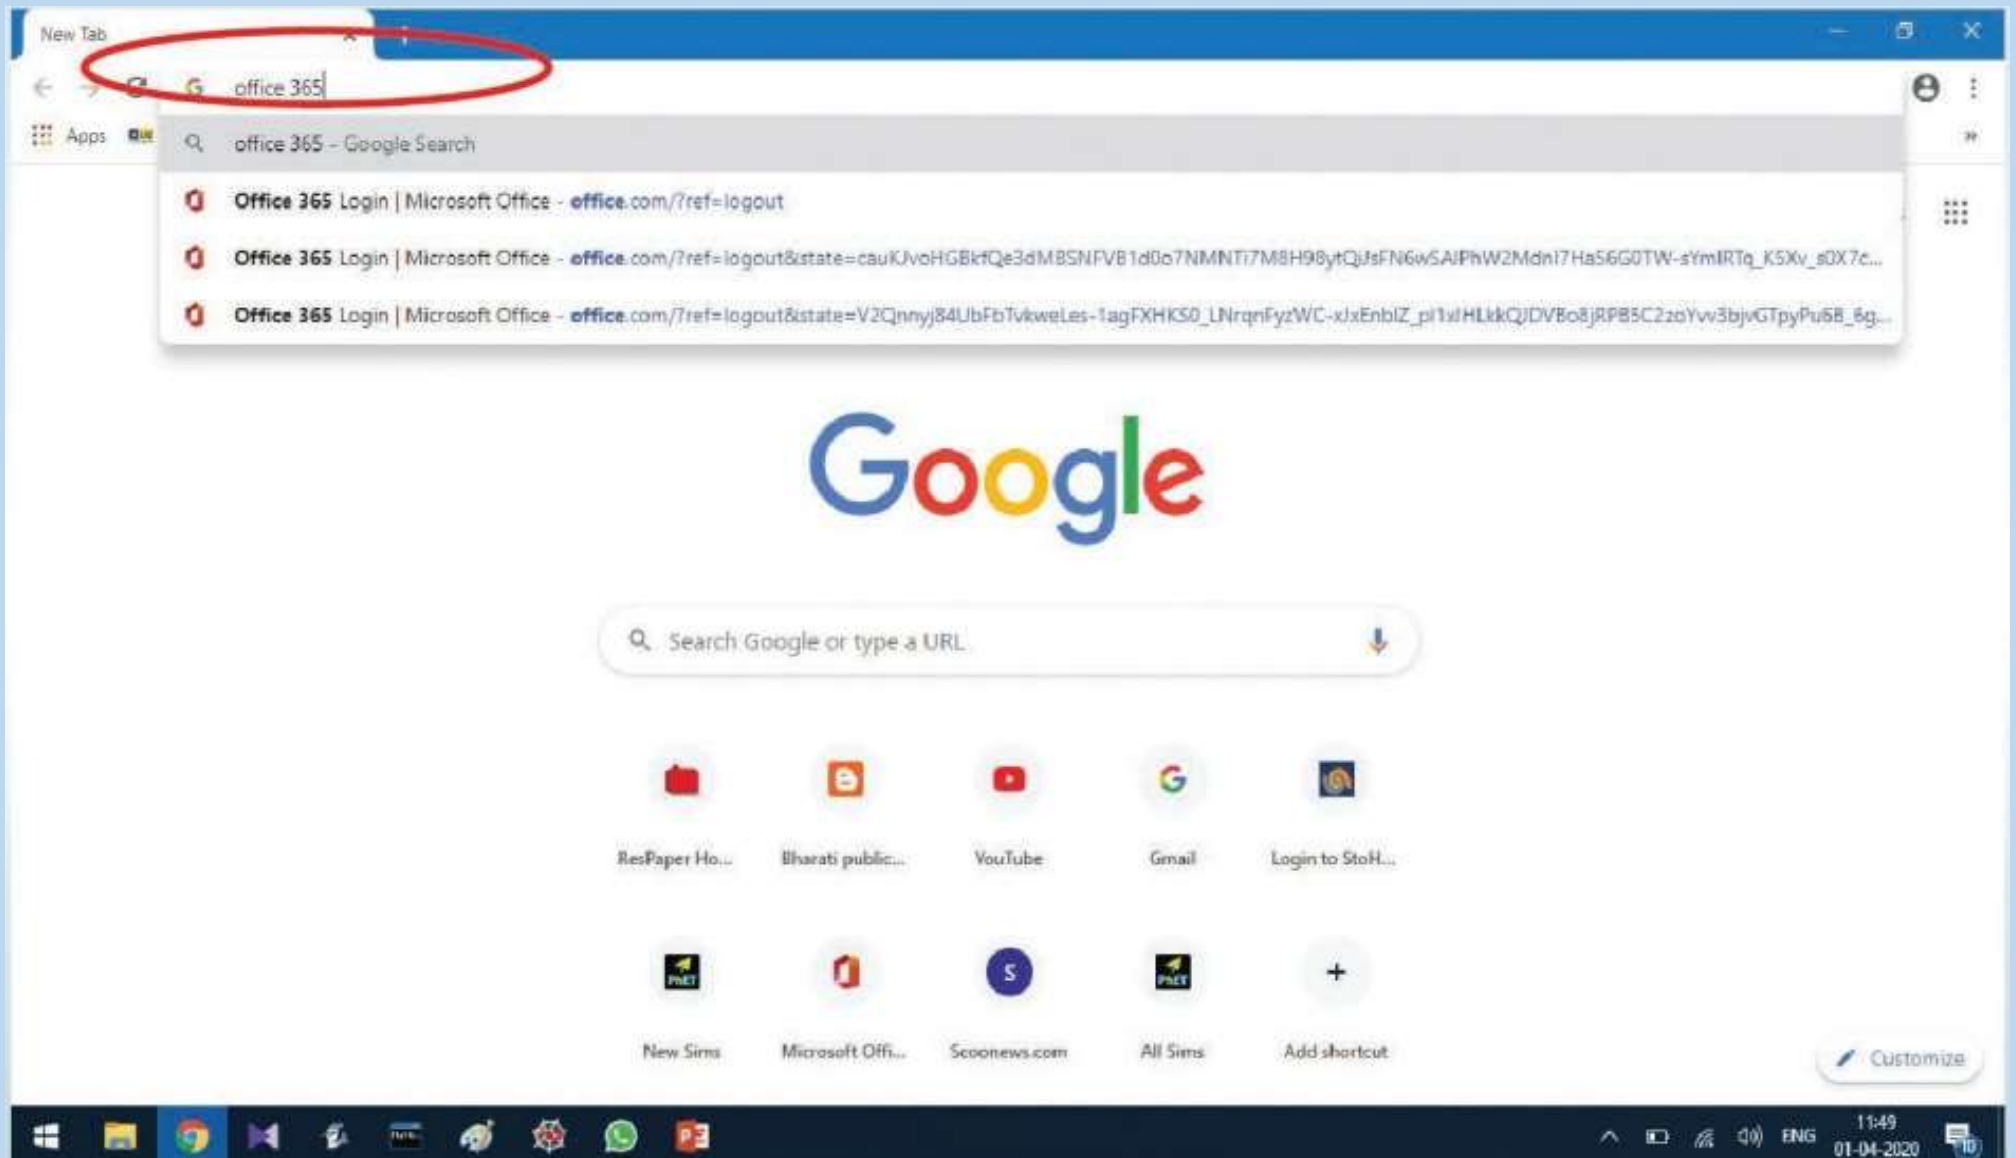 New Tab
office 365
Apps
office 365 - Google Search
Office 365 Login | Microsoft Office - office.com/?ref=logout
Office 365 Login | Microsoft Office - office.com/?ref=logout&state=
Office 365 Login | Microsoft Office - office.com/?ref=logout&state=
Google
Search Google or type a URL
ResPaper Ho...
Bharati public...
YouTube
Gmail
Login to StoH...
PhET
S
PhET
New Sims
Microsoft Offi...
Scoonews.com
All Sims
Add shortcut
Customize
ENG
11:49
01-04-2020
10